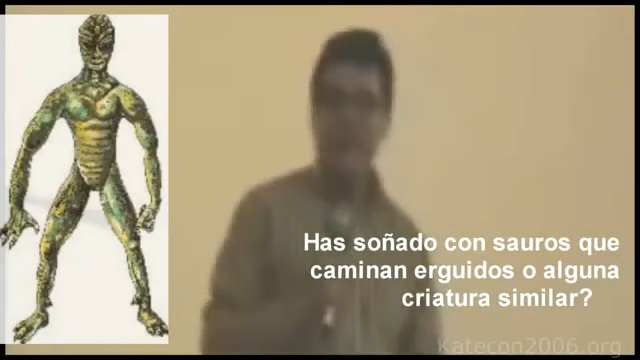 Has soñado con sauros que
caminan erguidos o alguna
criatura similar?
katecon2006.org